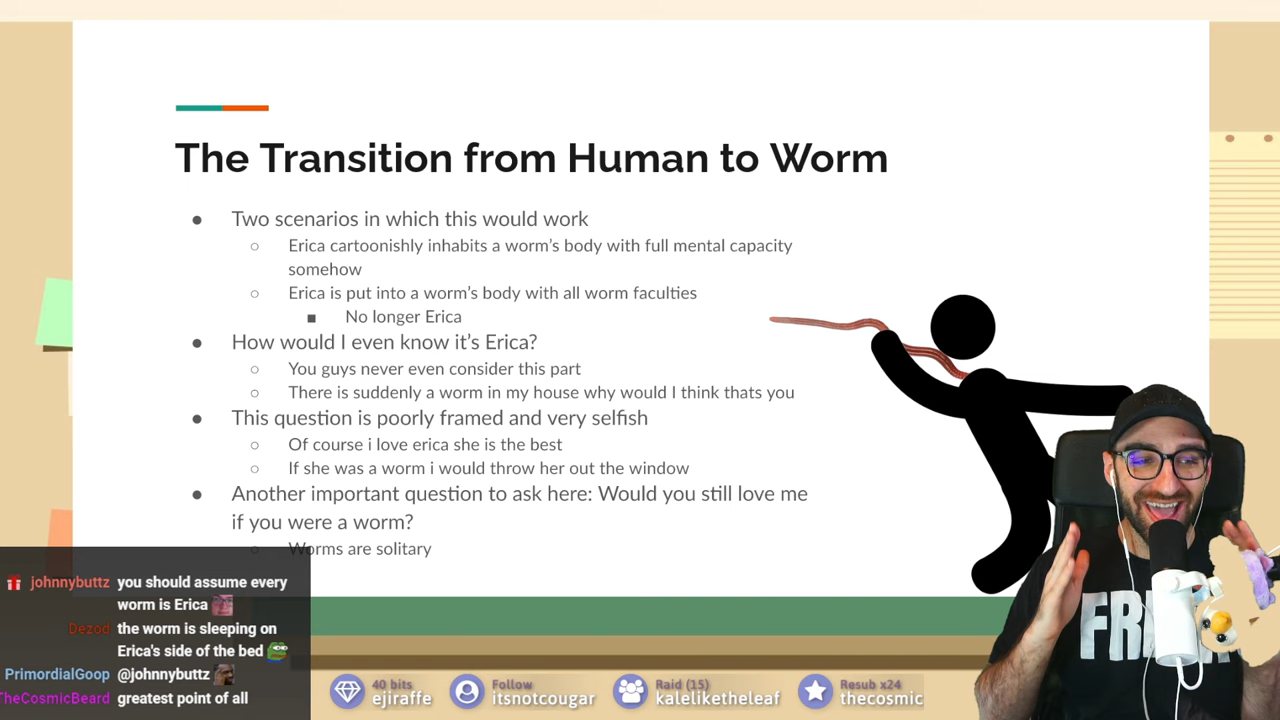 The Transition from Human to Worm
● Two scenarios in which this would work
○ Erica cartoonishly inhabits a worm's body with full mental capacity
somehow
○ Erica is put into a worm's body with all worm faculties
■ No longer Erica
● How would I even know it's Erica?
○ You guys never even consider this part
○ There is suddenly a worm in my house why would I think thats you
● This question is poorly framed and very selfish
○ Of course i love erica she is the best
○ If she was a worm i would throw her out the window
● Another important question to ask here: Would you still love me
if you were a worm?
○ Worms are solitary
johnnybuttz you should assume every
worm is Erica
Dezod the worm is sleeping on
Erica's side of the bed
PrimordialGoop @johnnybuttz
TheCosmicBeard greatest point of all
40 bits
ejiraffe
Follow
itsnotcougar
Raid (15)
kaleliketheleaf
Resub x24
thecosmic